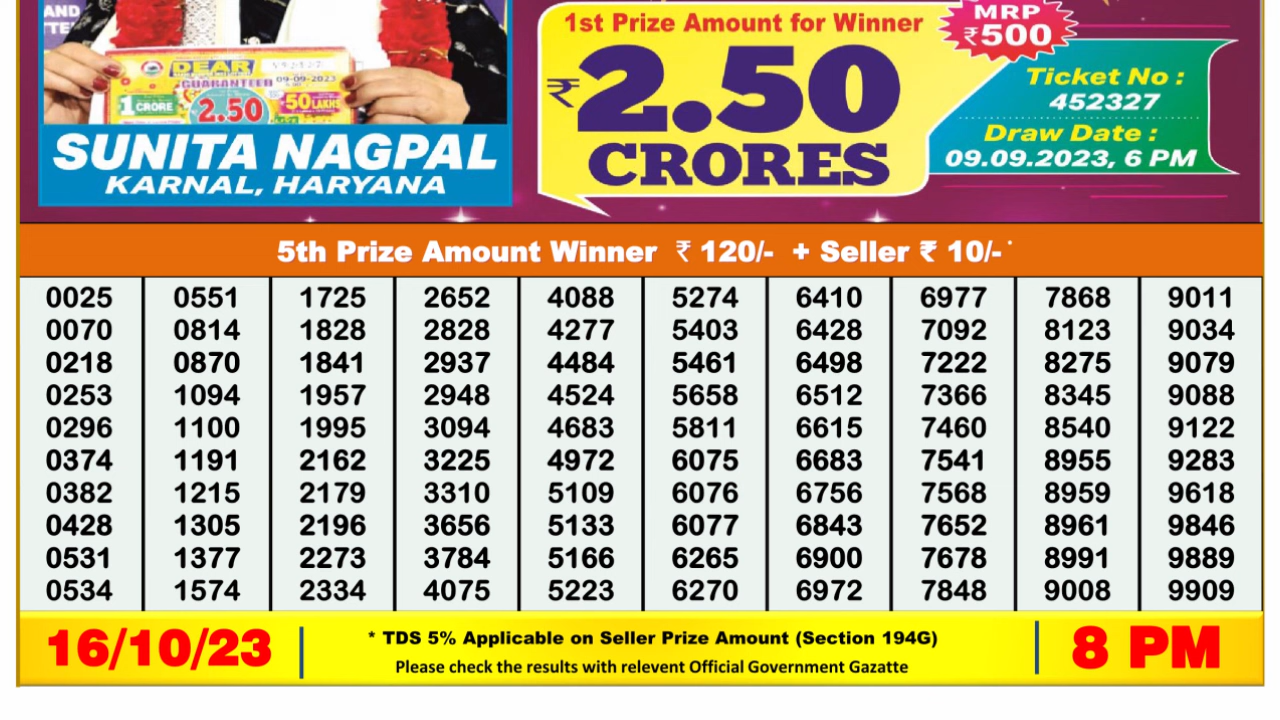 AND
TTE
DEAR
GUARANTEED
09-09-2023
1 CRORE
2.50
50 LAKHS
SUNITA NAGPAL
KARNAL, HARYANA
1st Prize Amount for Winner
₹2.50
CRORES
MRP
₹500
Ticket No :
452327
Draw Date :
09.09.2023, 6 PM
5th Prize Amount Winner ₹ 120/- + Seller ₹ 10/- *
0025 0551 1725 2652 4088 5274 6410 6977 7868 9011
0070 0814 1828 2828 4277 5403 6428 7092 8123 9034
0218 0870 1841 2937 4484 5461 6498 7222 8275 9079
0253 1094 1957 2948 4524 5658 6512 7366 8345 9088
0296 1100 1995 3094 4683 5811 6615 7460 8540 9122
0374 1191 2162 3225 4972 6075 6683 7541 8955 9283
0382 1215 2179 3310 5109 6076 6756 7568 8959 9618
0428 1305 2196 3656 5133 6077 6843 7652 8961 9846
0531 1377 2273 3784 5166 6265 6900 7678 8991 9889
0534 1574 2334 4075 5223 6270 6972 7848 9008 9909
16/10/23
* TDS 5% Applicable on Seller Prize Amount (Section 194G)
Please check the results with relevent Official Government Gazatte
8 PM